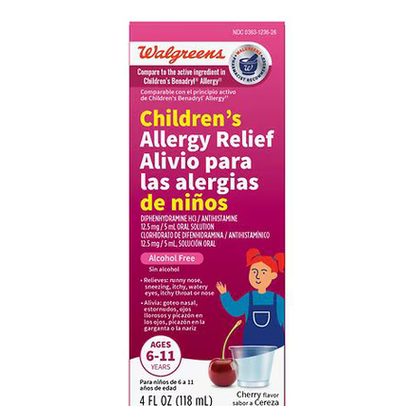 NDC 0363-1236-26
Walgreens
Compare to the active ingredient in
Children's Benadryl® Allergy††
Comparable con el principio activo
de Children's Benadryl® Allergy††
WALGREENS
PHARMACIST RECOMMENDED
Children's
Allergy Relief
Alivio para
las alergias
de niños
DIPHENHYDRAMINE HCl / ANTIHISTAMINE
12.5 mg / 5 mL ORAL SOLUTION
CLORHIDRATO DE DIFENHIDRAMINA / ANTIHISTAMÍNICO
12.5 mg / 5 mL, SOLUCIÓN ORAL
Alcohol Free
Sin alcohol
• Relieves: runny nose,
sneezing, itchy, watery
eyes, itchy throat or nose
• Alivia: goteo nasal,
estornudos, ojos
llorosos y picazón en
los ojos, picazón en la
garganta o la nariz
AGES
6-11
YEARS
Para niños de 6 a 11
años de edad
4 FL OZ (118 mL)
Cherry flavor
sabor a Cereza